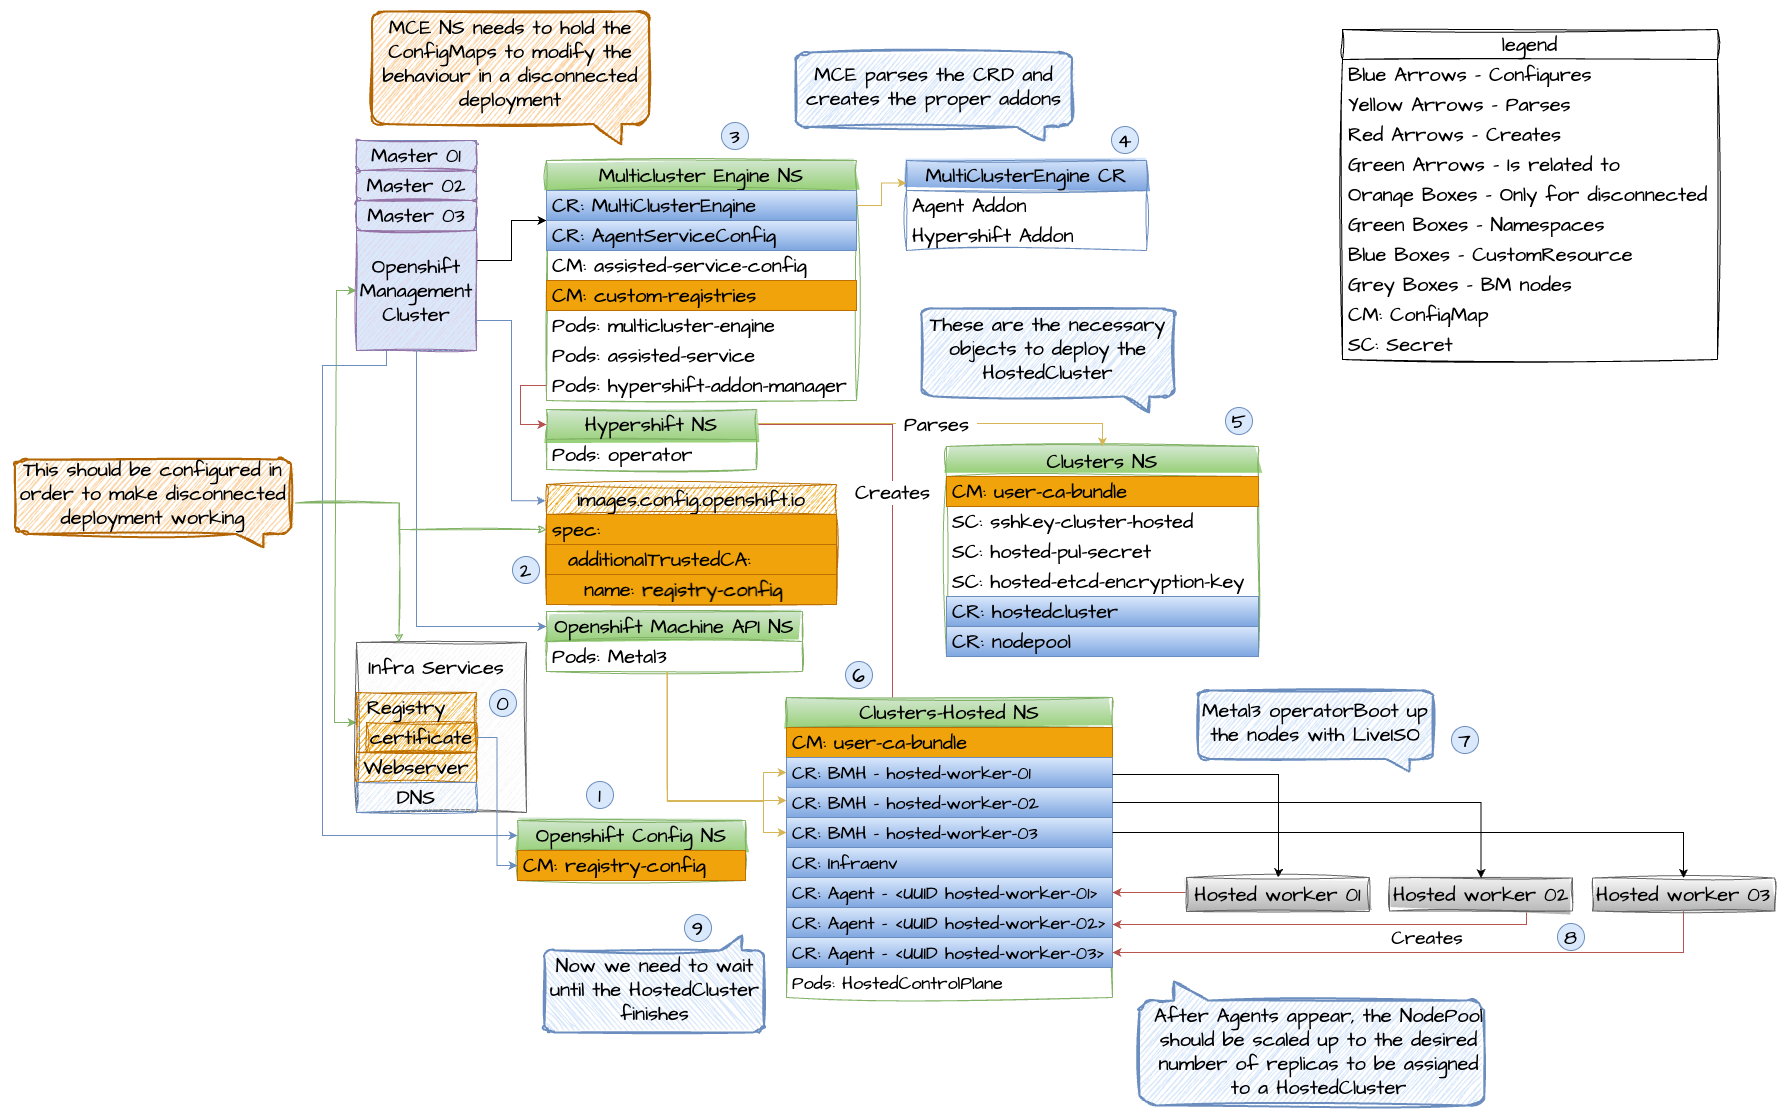 MCE NS needs to hold the
ConfigMaps to modify the
behaviour in a disconnected
deployment
MCE parses the CRD and
creates the proper addons
legend
Blue Arrows - Configures
Yellow Arrows - Parses
Red Arrows - Creates
Green Arrows - Is related to
Orange Boxes - Only for disconnected
Green Boxes - Namespaces
Blue Boxes - CustomResource
Grey Boxes - BM nodes
CM: ConfigMap
SC: Secret
Master 01
Master 02
Master 03
Openshift
Management
Cluster
3
Multicluster Engine NS
CR: MultiClusterEngine
CR: AgentServiceConfig
CM: assisted-service-config
CM: custom-registries
Pods: multicluster-engine
Pods: assisted-service
Pods: hypershift-addon-manager
4
MultiClusterEngine CR
Agent Addon
Hypershift Addon
These are the necessary
objects to deploy the
HostedCluster
Hypershift NS
Pods: operator
Parses
Creates
5
Clusters NS
CM: user-ca-bundle
SC: sshkey-cluster-hosted
SC: hosted-pul-secret
SC: hosted-etcd-encryption-key
CR: hostedcluster
CR: nodepool
This should be configured in
order to make disconnected
deployment working
images.config.openshift.io
spec:
additionalTrustedCA:
name: registry-config
2
Openshift Machine API NS
Pods: Metal3
Infra Services
Registry
certificate
Webserver
DNS
0
1
Openshift Config NS
CM: registry-config
6
Clusters-Hosted NS
CM: user-ca-bundle
CR: BMH - hosted-worker-01
CR: BMH - hosted-worker-02
CR: BMH - hosted-worker-03
CR: Infraenv
CR: Agent - <UUID hosted-worker-01>
CR: Agent - <UUID hosted-worker-02>
CR: Agent - <UUID hosted-worker-03>
Pods: HostedControlPlane
Metal3 operatorBoot up
the nodes with LiveISO
7
Hosted worker 01
Hosted worker 02
Hosted worker 03
Creates
8
9
Now we need to wait
until the HostedCluster
finishes
After Agents appear, the NodePool
should be scaled up to the desired
number of replicas to be assigned
to a HostedCluster